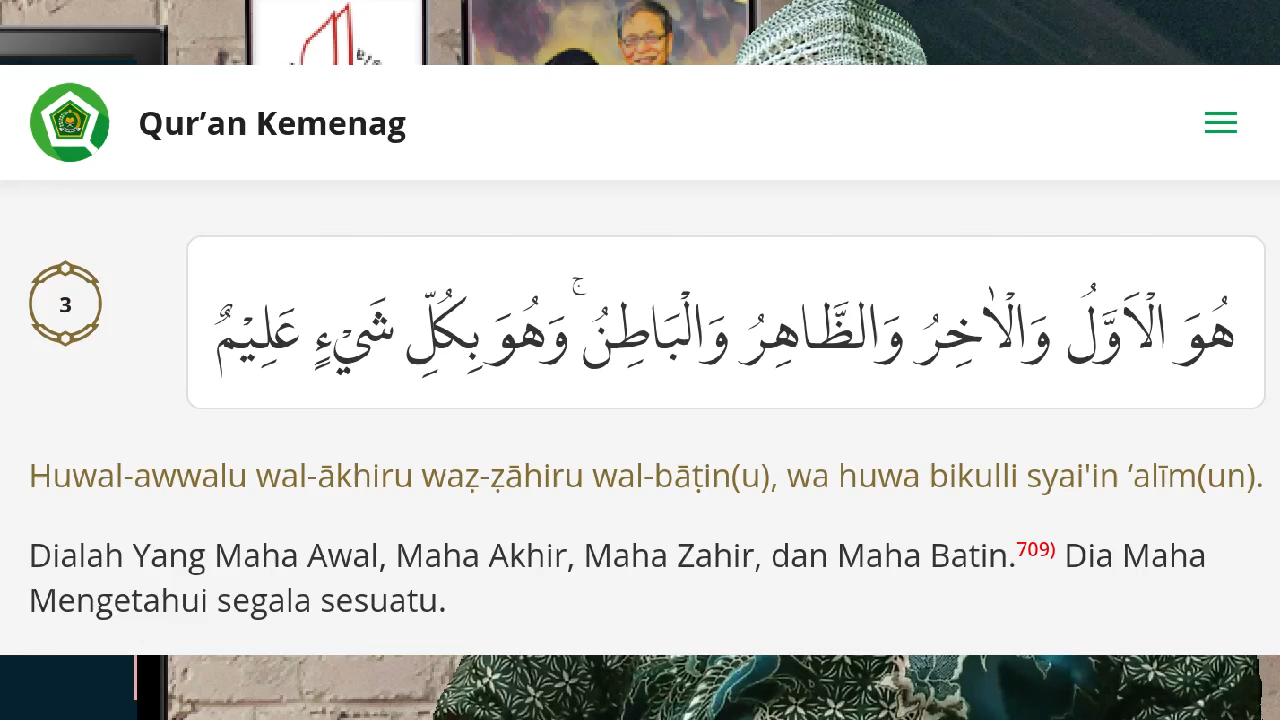 Qur’an Kemenag
3
هُوَ الْاَوَّلُ وَالْاٰخِرُ وَالظَّاهِرُ وَالْبَاطِنُۚ وَهُوَ بِكُلِّ شَيْءٍ عَلِيْمٌ
Huwal-awwalu wal-ākhiru waẓ-ẓāhiru wal-bāṭin(u), wa huwa bikulli syai'in ‘alīm(un).
Dialah Yang Maha Awal, Maha Akhir, Maha Zahir, dan Maha Batin.709) Dia Maha
Mengetahui segala sesuatu.